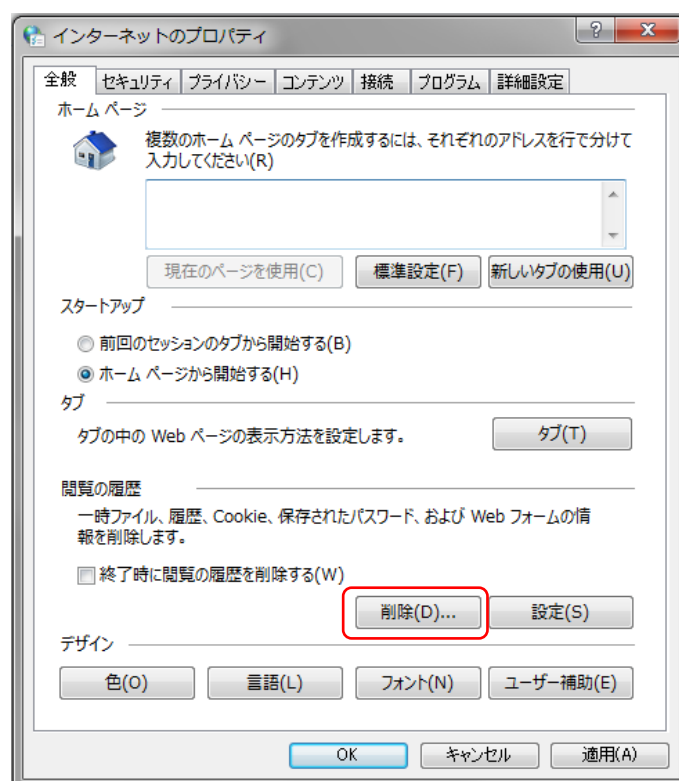 インターネットのプロパティ
全般 セキュリティ プライバシー コンテンツ 接続 プログラム 詳細設定
ホーム ページ
複数のホーム ページのタブを作成するには、それぞれのアドレスを行で分けて
入力してください(R)
現在のページを使用(C) 標準設定(F) 新しいタブの使用(U)
スタートアップ
前回のセッションのタブから開始する(B)
ホーム ページから開始する(H)
タブ
タブの中の Web ページの表示方法を設定します。 タブ(T)
閲覧の履歴
一時ファイル、履歴、Cookie、保存されたパスワード、および Web フォームの情
報を削除します。
終了時に閲覧の履歴を削除する(W)
削除(D)... 設定(S)
デザイン
色(O) 言語(L) フォント(N) ユーザー補助(E)
OK キャンセル 適用(A)